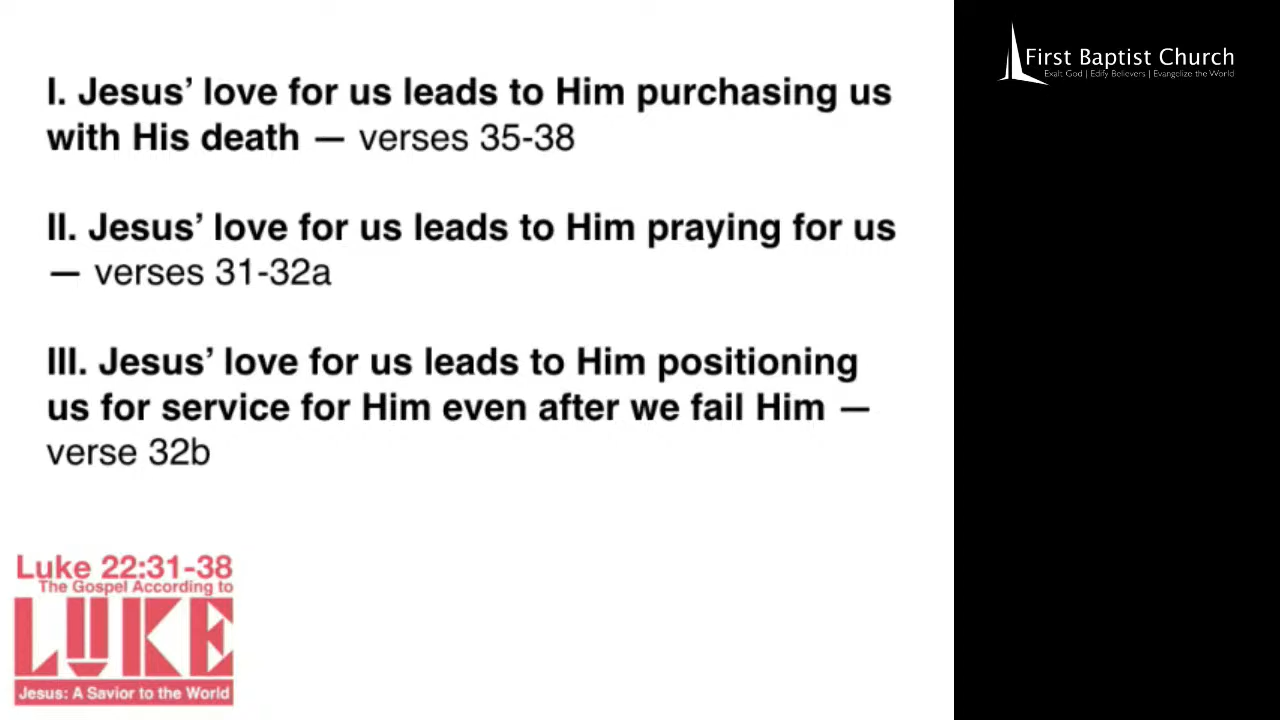 I. Jesus’ love for us leads to Him purchasing us
with His death — verses 35-38
II. Jesus’ love for us leads to Him praying for us
— verses 31-32a
III. Jesus’ love for us leads to Him positioning
us for service for Him even after we fail Him —
verse 32b
Luke 22:31-38
The Gospel According to
LUKE
Jesus: A Savior to the World
First Baptist Church
Exalt God | Edify Believers | Evangelize the World